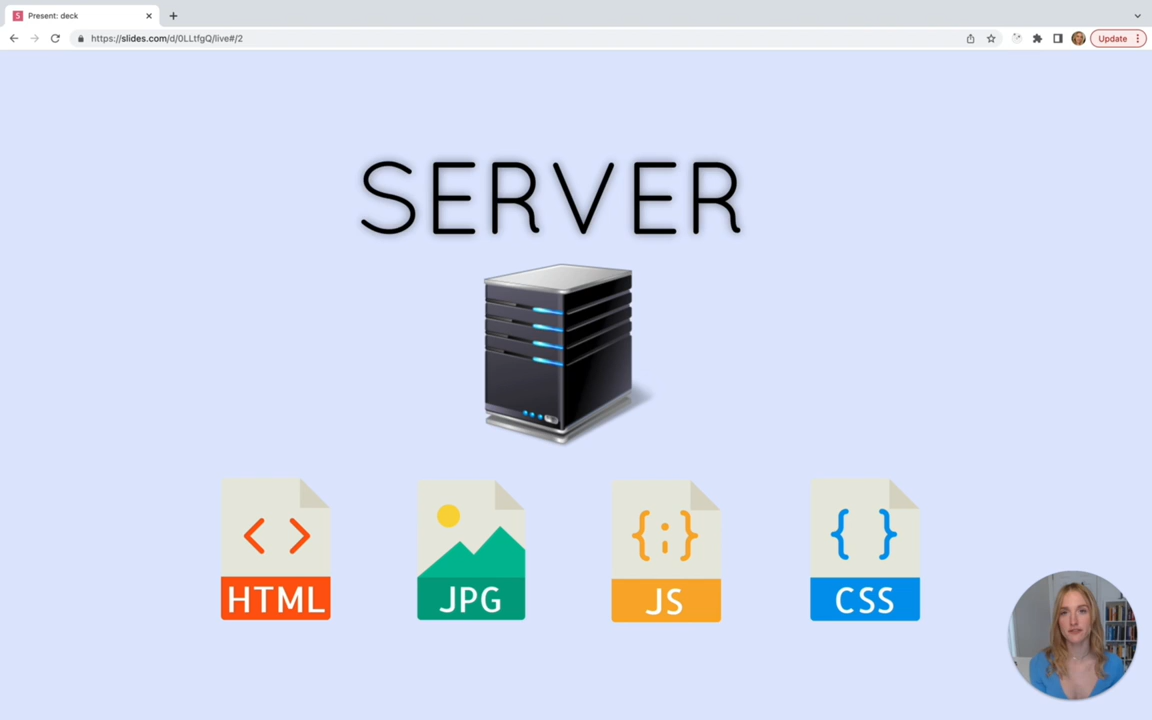 S Present: deck
https://slides.com/d/0LLtfgQ/live#/2
Update
SERVER
HTML
JPG
{;} JS
{ } CSS